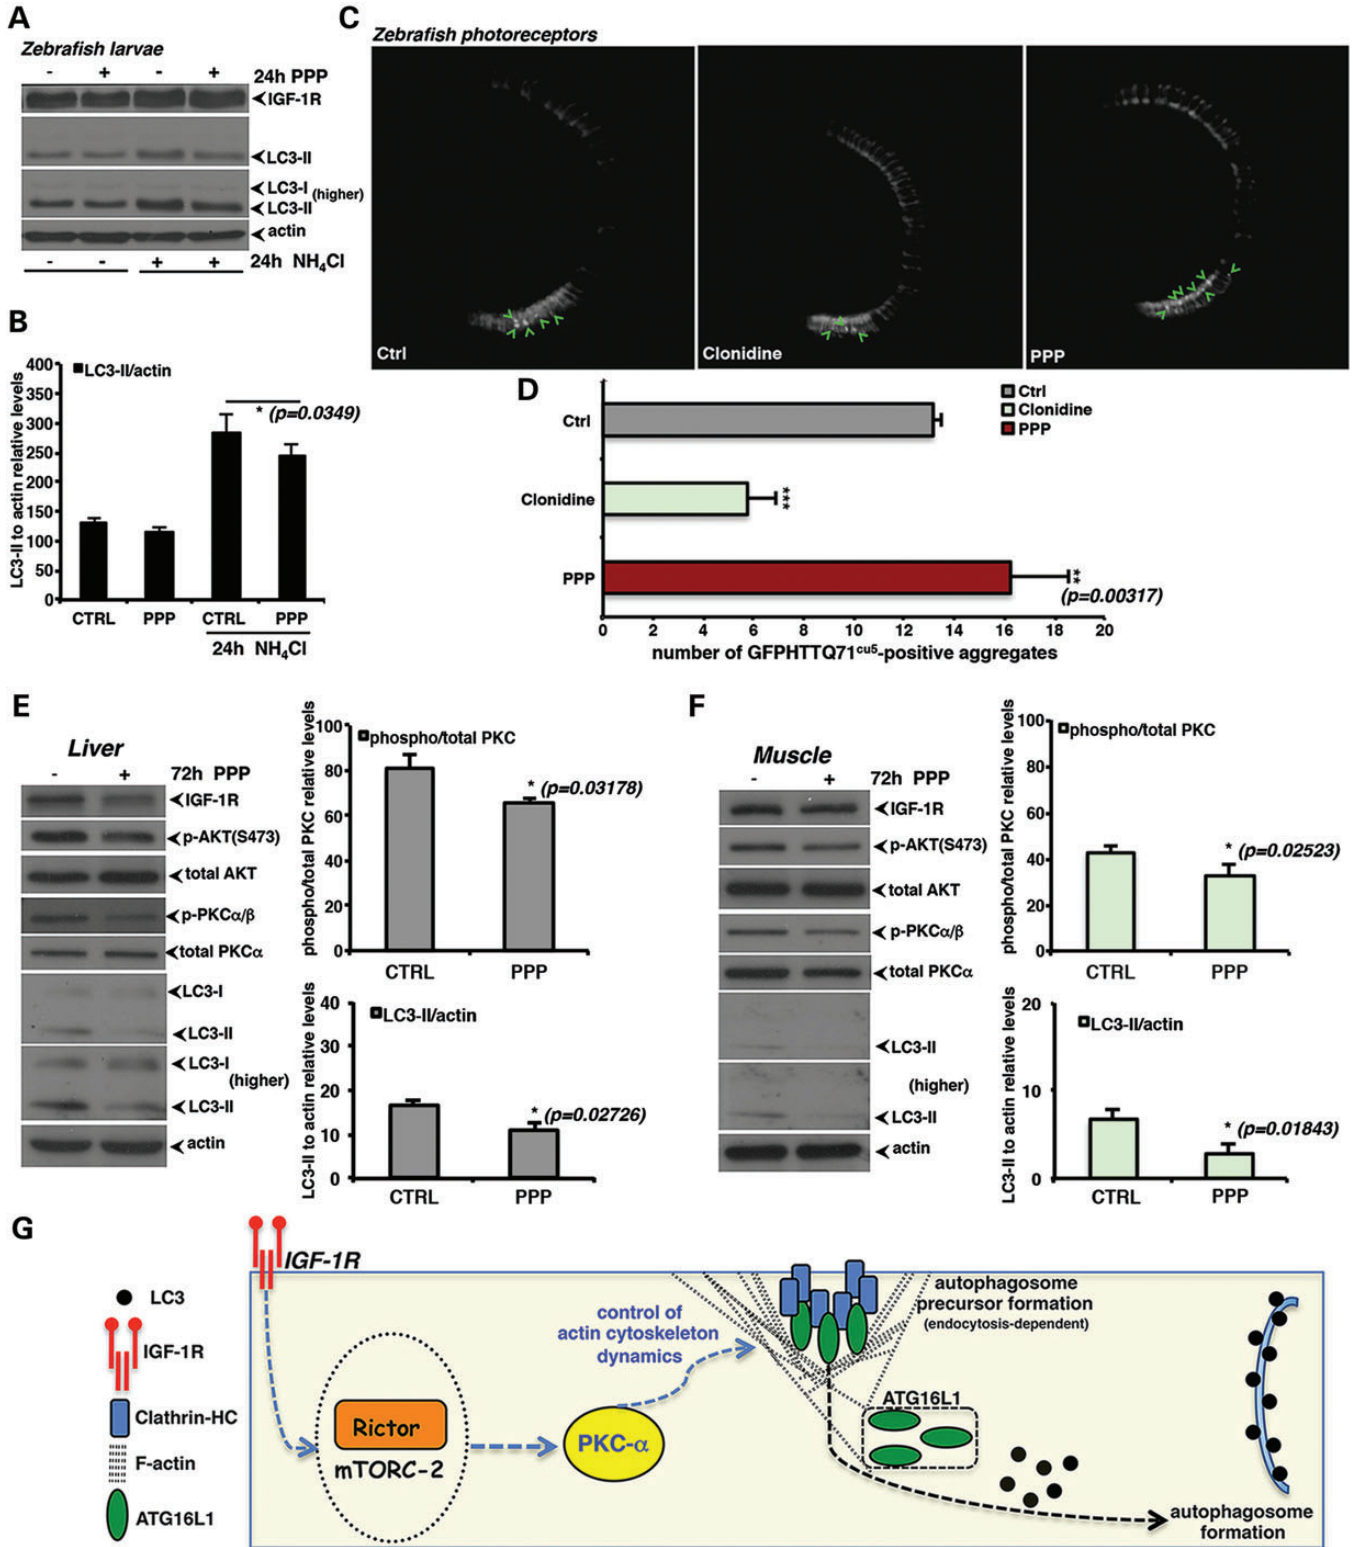 A
Zebrafish larvae
- + - + 24h PPP
IGF-1R
LC3-II
LC3-I
(higher)
LC3-II
actin
- - + + 24h NH4Cl
B
LC3-II to actin relative levels
400
350
300
250
200
150
100
50
0
LC3-II/actin
* (p=0.0349)
CTRL PPP CTRL PPP
24h NH4Cl
C
Zebrafish photoreceptors
Ctrl
Clonidine
PPP
D
Ctrl
Clonidine
PPP
Ctrl
Clonidine
PPP
***
**
(p=0.00317)
0 2 4 6 8 10 12 14 16 18 20
number of GFPHTTQ71cu5-positive aggregates
E
Liver
- + 72h PPP
IGF-1R
p-AKT(S473)
total AKT
p-PKCα/β
total PKCα
LC3-I
LC3-II
LC3-I
(higher)
LC3-II
actin
phospho/total PKC relative levels
100
80
60
40
20
0
phospho/total PKC
* (p=0.03178)
CTRL PPP
LC3-II to actin relative levels
40
30
20
10
0
LC3-II/actin
* (p=0.02726)
CTRL PPP
F
Muscle
- + 72h PPP
IGF-1R
p-AKT(S473)
total AKT
p-PKCα/β
total PKCα
LC3-II
(higher)
LC3-II
actin
phospho/total PKC relative levels
100
80
60
40
20
0
phospho/total PKC
* (p=0.02523)
CTRL PPP
LC3-II to actin relative levels
20
10
0
LC3-II/actin
* (p=0.01843)
CTRL PPP
G
LC3
IGF-1R
Clathrin-HC
F-actin
ATG16L1
IGF-1R
Rictor
mTORC-2
PKC-α
control of
actin cytoskeleton
dynamics
autophagosome
precursor formation
(endocytosis-dependent)
ATG16L1
autophagosome
formation